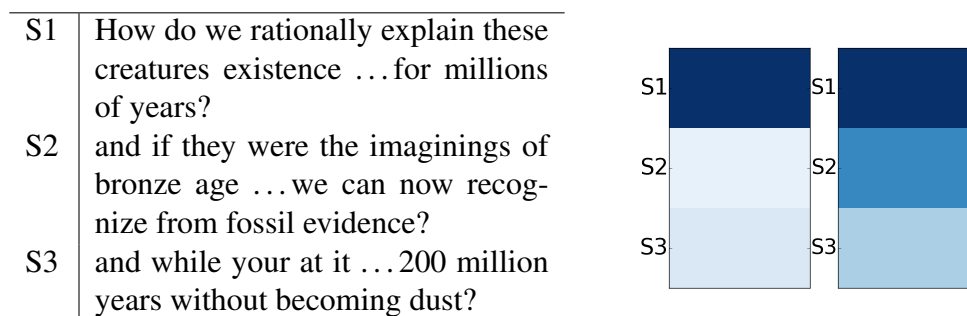 S1 How do we rationally explain these
creatures existence ...for millions
of years?
S2 and if they were the imaginings of
bronze age ...we can now recog-
nize from fossil evidence?
S3 and while your at it ...200 million
years without becoming dust?
S1
S2
S3
S1
S2
S3